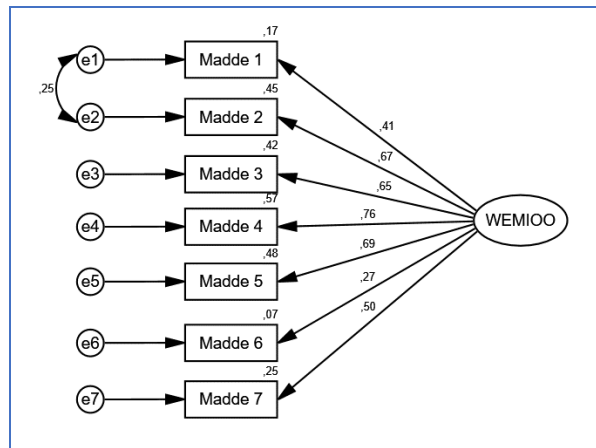 ,17
e1 Madde 1
,25
,45
e2 Madde 2
,41
,42
,67
e3 Madde 3
,65
,57
e4 Madde 4
,76
WEMIOO
,48
,69
e5 Madde 5
,27
,07
,50
e6 Madde 6
,25
e7 Madde 7